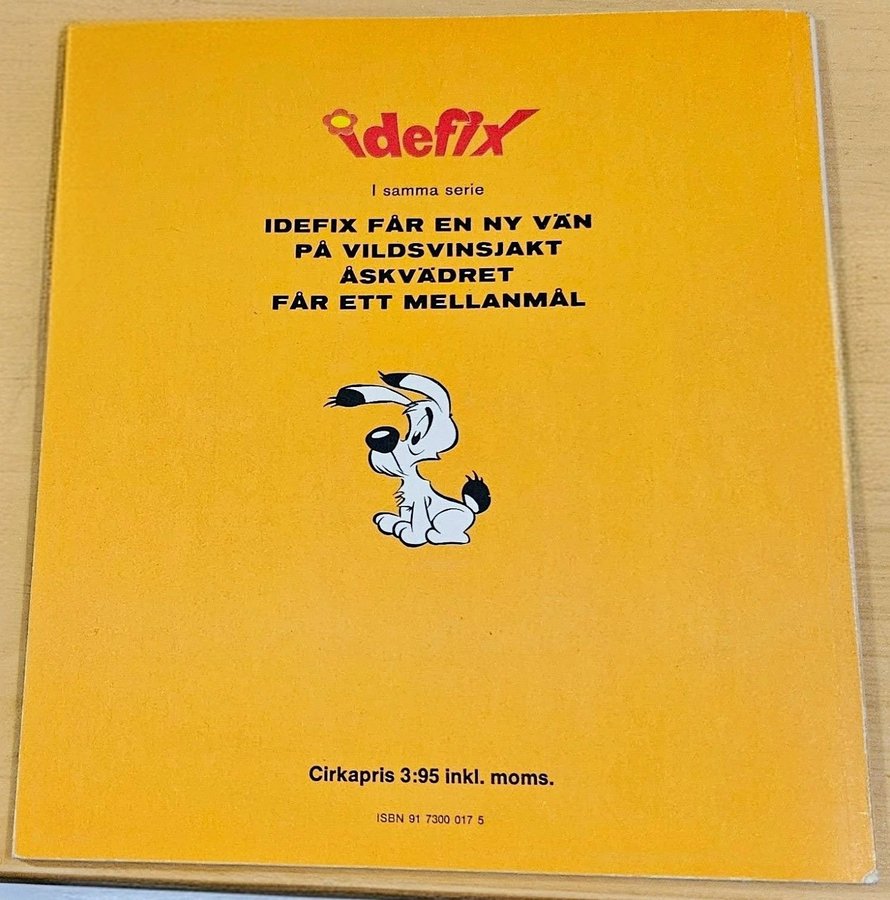 idefix
I samma serie
IDEFIX FÅR EN NY VÄN
PÅ VILDSVINSJAKT
ÅSKVÄDRET
FÅR ETT MELLANMÅL
Cirkapris 3:95 inkl. moms.
ISBN 91 7300 017 5